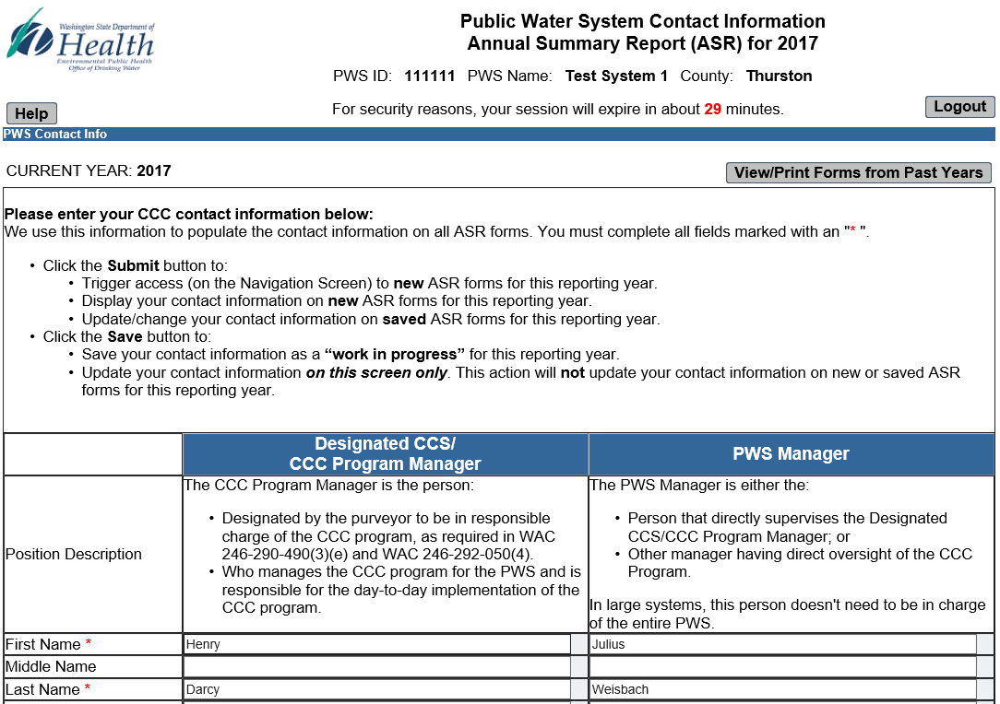 Washington State Department of
Health
Environmental Public Health
Office of Drinking Water
Public Water System Contact Information
Annual Summary Report (ASR) for 2017
PWS ID: 111111 PWS Name: Test System 1 County: Thurston
Help
For security reasons, your session will expire in about 29 minutes.
Logout
PWS Contact Info
CURRENT YEAR: 2017
View/Print Forms from Past Years
Please enter your CCC contact information below:
We use this information to populate the contact information on all ASR forms. You must complete all fields marked with an "* ".
• Click the Submit button to:
• Trigger access (on the Navigation Screen) to new ASR forms for this reporting year.
• Display your contact information on new ASR forms for this reporting year.
• Update/change your contact information on saved ASR forms for this reporting year.
• Click the Save button to:
• Save your contact information as a “work in progress” for this reporting year.
• Update your contact information on this screen only. This action will not update your contact information on new or saved ASR
forms for this reporting year.
Designated CCS/
CCC Program Manager
PWS Manager
Position Description
The CCC Program Manager is the person:
• Designated by the purveyor to be in responsible
charge of the CCC program, as required in WAC
246-290-490(3)(e) and WAC 246-292-050(4).
• Who manages the CCC program for the PWS and is
responsible for the day-to-day implementation of the
CCC program.
The PWS Manager is either the:
• Person that directly supervises the Designated
CCS/CCC Program Manager; or
• Other manager having direct oversight of the CCC
Program.
In large systems, this person doesn't need to be in charge
of the entire PWS.
First Name * Henry Julius
Middle Name
Last Name * Darcy Weisbach